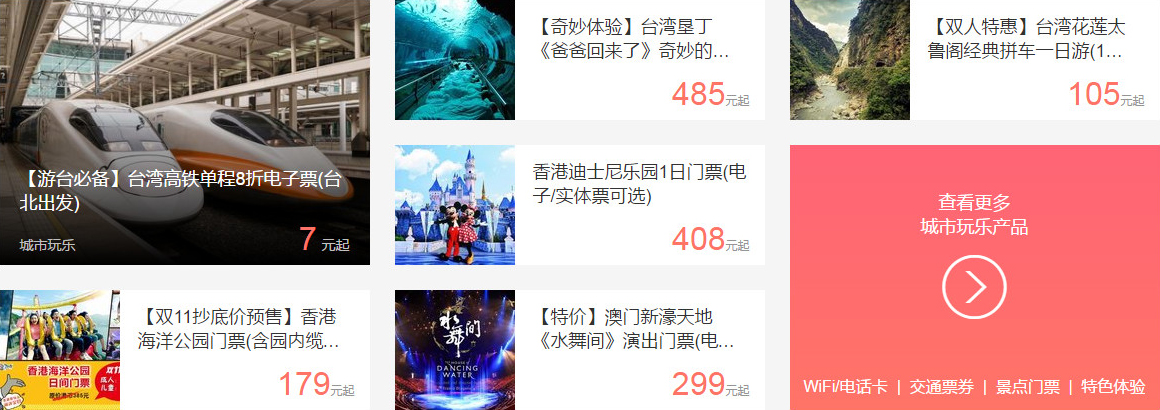 【游台必备】台湾高铁单程8折电子票(台
北出发)
城市玩乐
7 元起
【双11抄底价预售】香港
海洋公园门票(含园内缆...
179元起
香港海洋公园
日间门票
【奇妙体验】台湾垦丁
《爸爸回来了》奇妙的...
485元起
香港迪士尼乐园1日门票(电
子/实体票可选)
408元起
水舞间
THE HOUSE OF
DANCING
WATER
【特价】澳门新濠天地
《水舞间》演出门票(电...
299元起
【双人特惠】台湾花莲太
鲁阁经典拼车一日游(1...
105元起
查看更多
城市玩乐产品
WiFi/电话卡 | 交通票券 | 景点门票 | 特色体验